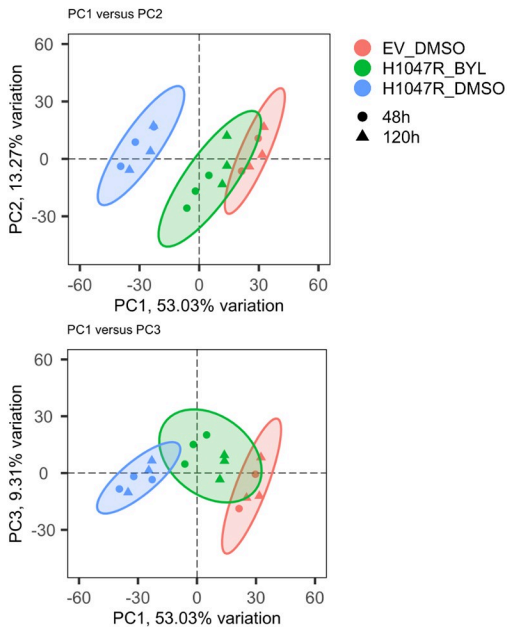 PC1 versus PC2
60
30
0
-30
PC2, 13.27% variation
-60
-30
0
30
60
PC1, 53.03% variation
EV_DMSO
H1047R_BYL
H1047R_DMSO
48h
120h
PC1 versus PC3
60
30
0
-30
PC3, 9.31% variation
-60
-30
0
30
60
PC1, 53.03% variation